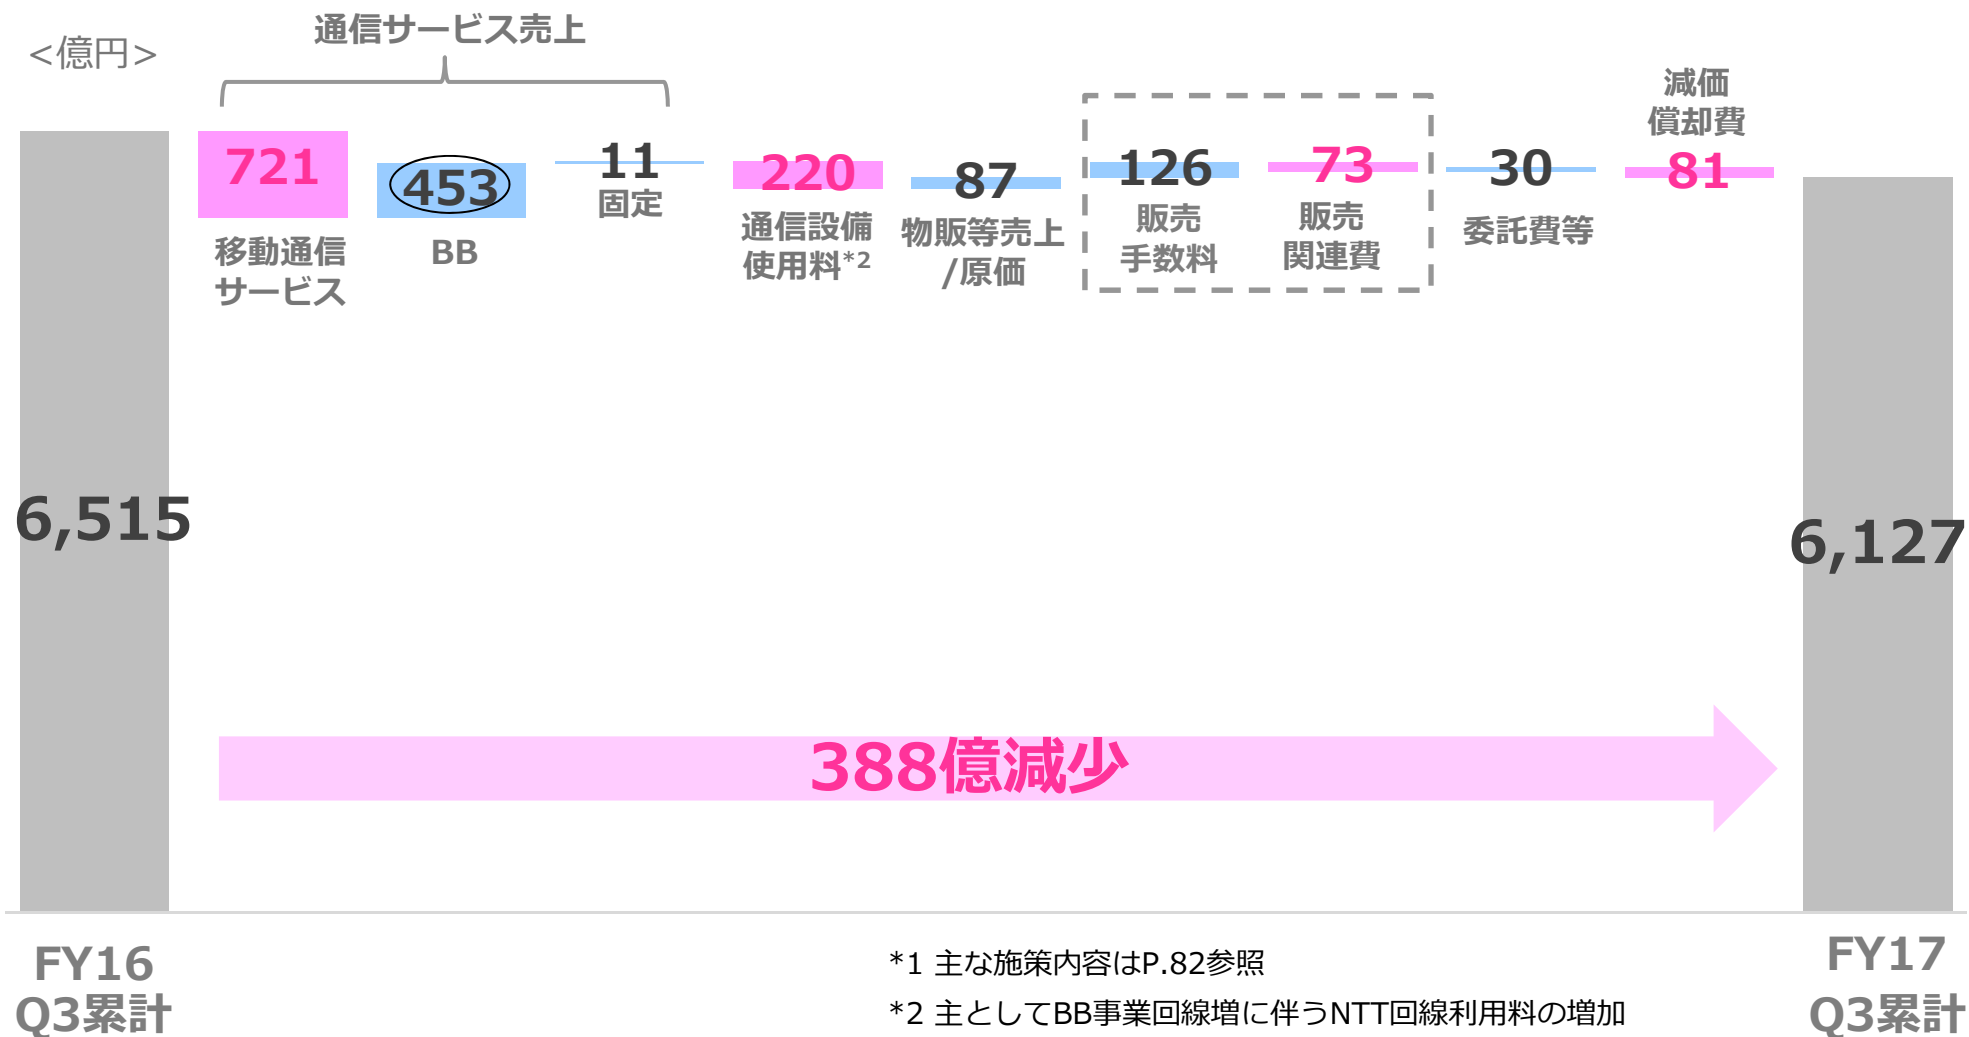 <億円>
通信サービス売上
721
移動通信
サービス
453
BB
11
固定
220
通信設備
使用料*2
87
物販等売上
/原価
126
販売
手数料
73
販売
関連費
30
委託費等
減価
償却費
81
6,515
6,127
388億減少
FY16
Q3累計
FY17
Q3累計
*1 主な施策内容はP.82参照
*2 主としてBB事業回線増に伴うNTT回線利用料の増加